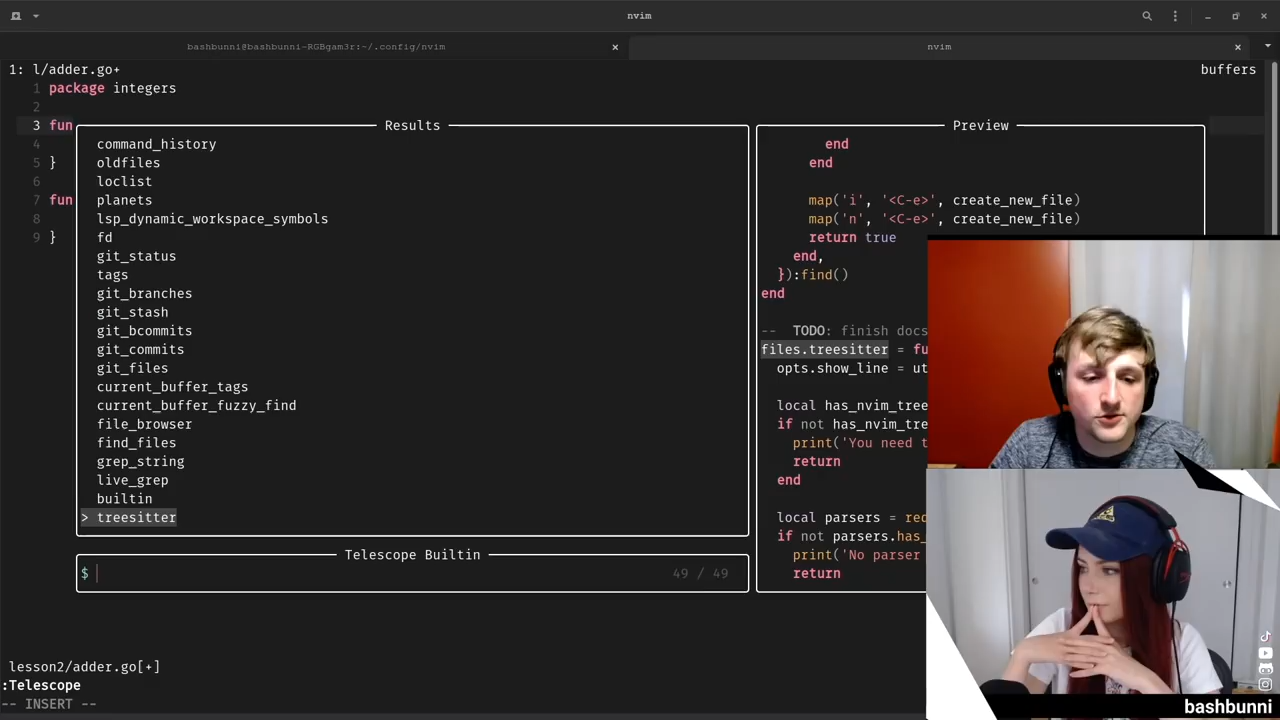 nvim
bashbunni@bashbunni-RGBgam3r:~/.config/nvim
nvim
1: l/adder.go+
buffers
1 package integers
2
3 fun
4
5 }
6
7 fun
8
9 }
Results
command_history
oldfiles
loclist
planets
lsp_dynamic_workspace_symbols
fd
git_status
tags
git_branches
git_stash
git_bcommits
git_commits
git_files
current_buffer_tags
current_buffer_fuzzy_find
file_browser
find_files
grep_string
live_grep
builtin
> treesitter
Telescope Builtin
$
49 / 49
Preview
end
end
map('i', '<C-e>', create_new_file)
map('n', '<C-e>', create_new_file)
return true
end,
}):find()
end
-- TODO: finish docs
files.treesitter = fu
opts.show_line = ut
local has_nvim_tree
if not has_nvim_tre
print('You need t
return
end
local parsers = req
if not parsers.has_
print('No parser
return
lesson2/adder.go[+]
:Telescope
-- INSERT --
bashbunni